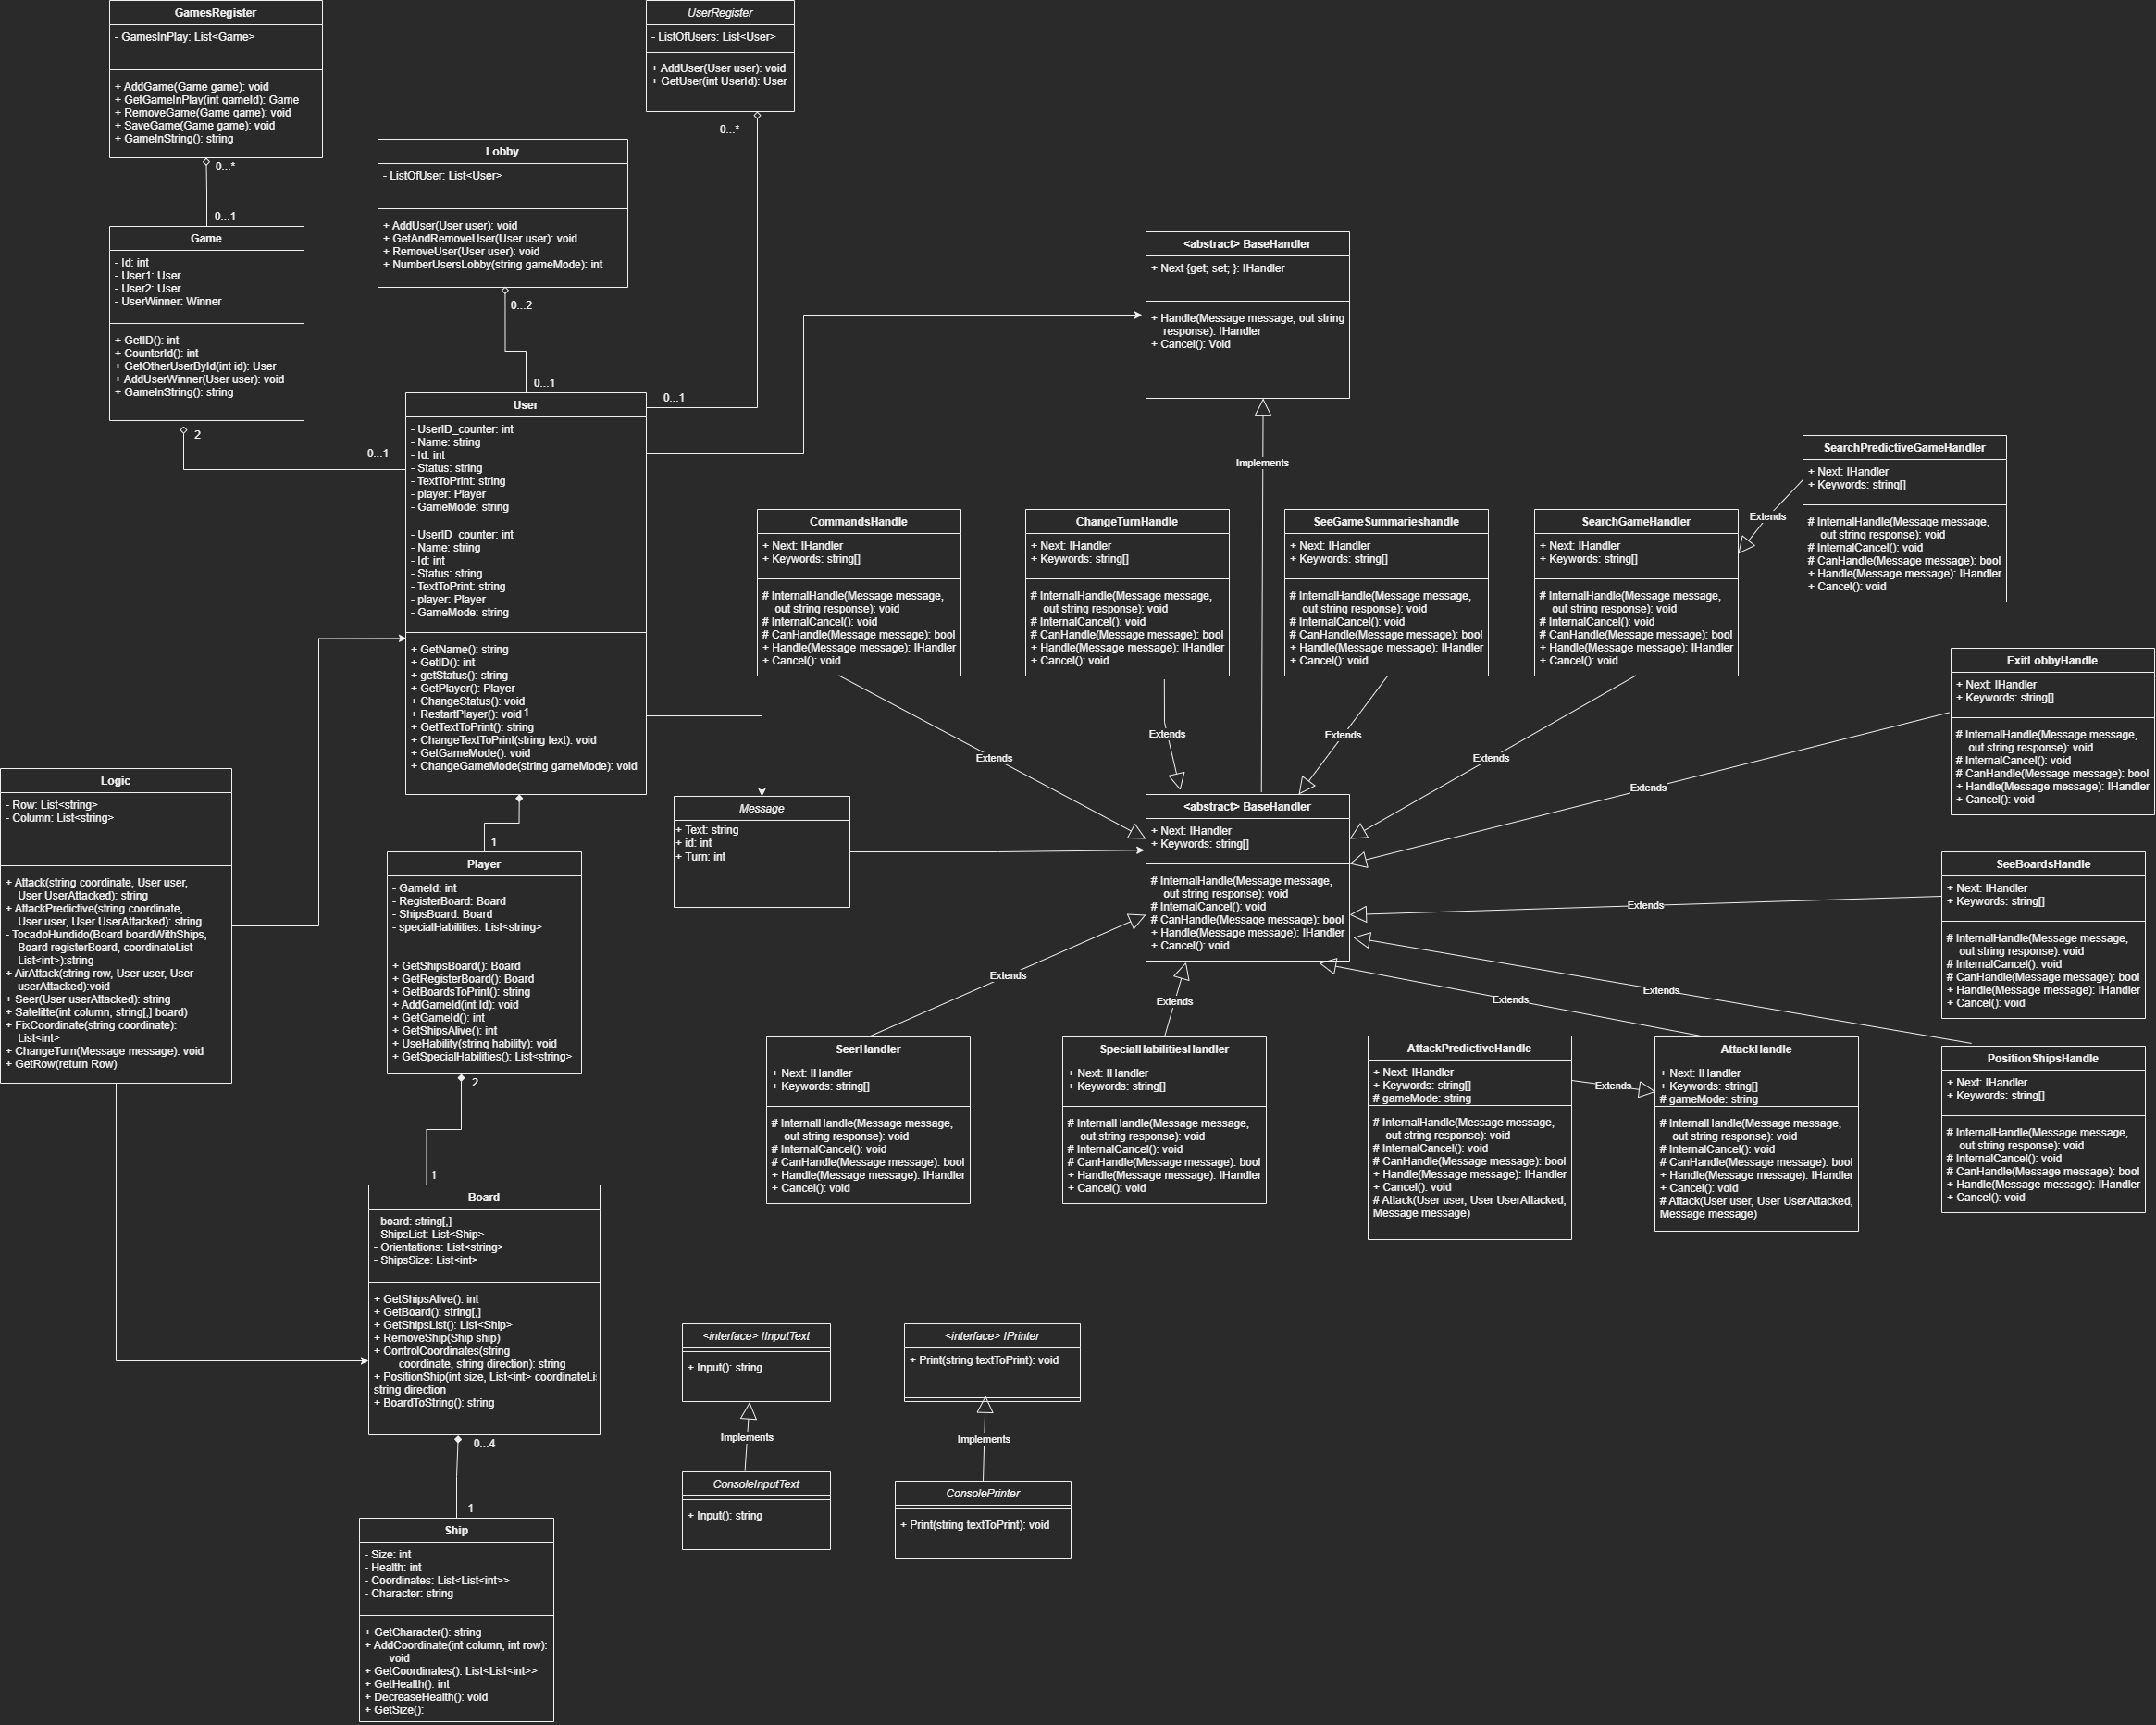 GamesRegister
- GamesInPlay: List<Game>
+ AddGame(Game game): void
+ GetGameInPlay(int gameId): Game
+ RemoveGame(Game game): void
+ SaveGame(Game game): void
+ GameInString(): string
0...*
0...1
UserRegister
- ListOfUsers: List<User>
+ AddUser(User user): void
+ GetUser(int UserId): User
0...*
0...1
Lobby
- ListOfUser: List<User>
+ AddUser(User user): void
+ GetAndRemoveUser(User user): void
+ RemoveUser(User user): void
+ NumberUsersLobby(string gameMode): int
0...2
0...1
Game
- Id: int
- User1: User
- User2: User
- UserWinner: Winner
+ GetID(): int
+ CounterId(): int
+ GetOtherUserById(int id): User
+ AddUserWinner(User user): void
+ GameInString(): string
2
0...1
<abstract> BaseHandler
+ Next {get; set; }: IHandler
+ Handle(Message message, out string
response): IHandler
+ Cancel(): Void
Implements
User
- UserID_counter: int
- Name: string
- Id: int
- Status: string
- TextToPrint: string
- player: Player
- GameMode: string
- UserID_counter: int
- Name: string
- Id: int
- Status: string
- TextToPrint: string
- player: Player
- GameMode: string
+ GetName(): string
+ GetID(): int
+ getStatus(): string
+ GetPlayer(): Player
+ ChangeStatus(): void
+ RestartPlayer(): void
1
+ GetTextToPrint(): string
+ ChangeTextToPrint(string text): void
+ GetGameMode(): void
+ ChangeGameMode(string gameMode): void
1
SearchPredictiveGameHandler
+ Next: IHandler
+ Keywords: string[]
# InternalHandle(Message message,
out string response): void
# InternalCancel(): void
# CanHandle(Message message): bool
+ Handle(Message message): IHandler
+ Cancel(): void
Extends
CommandsHandle
+ Next: IHandler
+ Keywords: string[]
# InternalHandle(Message message,
out string response): void
# InternalCancel(): void
# CanHandle(Message message): bool
+ Handle(Message message): IHandler
+ Cancel(): void
Extends
ChangeTurnHandle
+ Next: IHandler
+ Keywords: string[]
# InternalHandle(Message message,
out string response): void
# InternalCancel(): void
# CanHandle(Message message): bool
+ Handle(Message message): IHandler
+ Cancel(): void
Extends
SeeGameSummarieshandle
+ Next: IHandler
+ Keywords: string[]
# InternalHandle(Message message,
out string response): void
# InternalCancel(): void
# CanHandle(Message message): bool
+ Handle(Message message): IHandler
+ Cancel(): void
Extends
SearchGameHandler
+ Next: IHandler
+ Keywords: string[]
# InternalHandle(Message message,
out string response): void
# InternalCancel(): void
# CanHandle(Message message): bool
+ Handle(Message message): IHandler
+ Cancel(): void
Extends
ExitLobbyHandle
+ Next: IHandler
+ Keywords: string[]
# InternalHandle(Message message,
out string response): void
# InternalCancel(): void
# CanHandle(Message message): bool
+ Handle(Message message): IHandler
+ Cancel(): void
Extends
Logic
- Row: List<string>
- Column: List<string>
+ Attack(string coordinate, User user,
User UserAttacked): string
+ AttackPredictive(string coordinate,
User user, User UserAttacked): string
- TocadoHundido(Board boardWithShips,
Board registerBoard, coordinateList
List<int>):string
+ AirAttack(string row, User user, User
userAttacked):void
+ Seer(User userAttacked): string
+ Satelitte(int column, string[,] board)
+ FixCoordinate(string coordinate):
List<int>
+ ChangeTurn(Message message): void
+ GetRow(return Row)
Message
+ Text: string
+ id: int
+ Turn: int
<abstract> BaseHandler
+ Next: IHandler
+ Keywords: string[]
# InternalHandle(Message message,
out string response): void
# InternalCancel(): void
# CanHandle(Message message): bool
+ Handle(Message message): IHandler
+ Cancel(): void
Player
- GameId: int
- RegisterBoard: Board
- ShipsBoard: Board
- specialHabilities: List<string>
+ GetShipsBoard(): Board
+ GetRegisterBoard(): Board
+ GetBoardsToPrint(): string
+ AddGameId(int Id): void
+ GetGameId(): int
+ GetShipsAlive(): int
+ UseHability(string hability): void
+ GetSpecialHabilities(): List<string>
2
1
SeeBoardsHandle
+ Next: IHandler
+ Keywords: string[]
# InternalHandle(Message message,
out string response): void
# InternalCancel(): void
# CanHandle(Message message): bool
+ Handle(Message message): IHandler
+ Cancel(): void
Extends
Extends
Extends
Extends
Extends
SeerHandler
+ Next: IHandler
+ Keywords: string[]
# InternalHandle(Message message,
out string response): void
# InternalCancel(): void
# CanHandle(Message message): bool
+ Handle(Message message): IHandler
+ Cancel(): void
SpecialHabilitiesHandler
+ Next: IHandler
+ Keywords: string[]
# InternalHandle(Message message,
out string response): void
# InternalCancel(): void
# CanHandle(Message message): bool
+ Handle(Message message): IHandler
+ Cancel(): void
AttackPredictiveHandle
+ Next: IHandler
+ Keywords: string[]
# gameMode: string
# InternalHandle(Message message,
out string response): void
# InternalCancel(): void
# CanHandle(Message message): bool
+ Handle(Message message): IHandler
+ Cancel(): void
# Attack(User user, User UserAttacked,
Message message)
Extends
AttackHandle
+ Next: IHandler
+ Keywords: string[]
# gameMode: string
# InternalHandle(Message message,
out string response): void
# InternalCancel(): void
# CanHandle(Message message): bool
+ Handle(Message message): IHandler
+ Cancel(): void
# Attack(User user, User UserAttacked,
Message message)
PositionShipsHandle
+ Next: IHandler
+ Keywords: string[]
# InternalHandle(Message message,
out string response): void
# InternalCancel(): void
# CanHandle(Message message): bool
+ Handle(Message message): IHandler
+ Cancel(): void
Board
- board: string[,]
- ShipsList: List<Ship>
- Orientations: List<string>
- ShipsSize: List<int>
+ GetShipsAlive(): int
+ GetBoard(): string[,]
+ GetShipsList(): List<Ship>
+ RemoveShip(Ship ship)
+ ControlCoordinates(string
coordinate, string direction): string
+ PositionShip(int size, List<int> coordinateLi
string direction
+ BoardToString(): string
0...4
1
<interface> IInputText
+ Input(): string
Implements
ConsoleInputText
+ Input(): string
<interface> IPrinter
+ Print(string textToPrint): void
Implements
ConsolePrinter
+ Print(string textToPrint): void
Ship
- Size: int
- Health: int
- Coordinates: List<List<int>>
- Character: string
+ GetCharacter(): string
+ AddCoordinate(int column, int row):
void
+ GetCoordinates(): List<List<int>>
+ GetHealth(): int
+ DecreaseHealth(): void
+ GetSize():